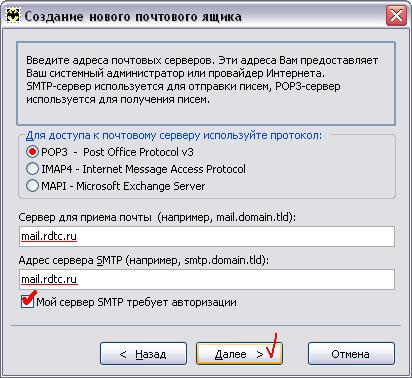 Создание нового почтового ящика
Введите адреса почтовых серверов. Эти адреса Вам предоставляет
Ваш системный администратор или провайдер Интернета.
SMTP-сервер используется для отправки писем, POP3-сервер
используется для получения писем.
Для доступа к почтовому серверу используйте протокол:
POP3 - Post Office Protocol v3
IMAP4 - Internet Message Access Protocol
MAPI - Microsoft Exchange Server
Сервер для приема почты (например, mail.domain.tld):
mail.rdtc.ru
Адрес сервера SMTP (например, smtp.domain.tld):
mail.rdtc.ru
Мой сервер SMTP требует авторизации
< Назад Далее > Отмена